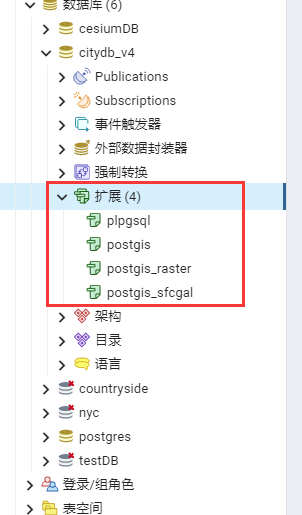 数据库 (6)
cesiumDB
citydb_v4
Publications
Subscriptions
事件触发器
外部数据封装器
强制转换
扩展 (4)
plpgsql
postgis
postgis_raster
postgis_sfcgal
架构
目录
语言
countryside
nyc
postgres
testDB
登录/组角色
表空间